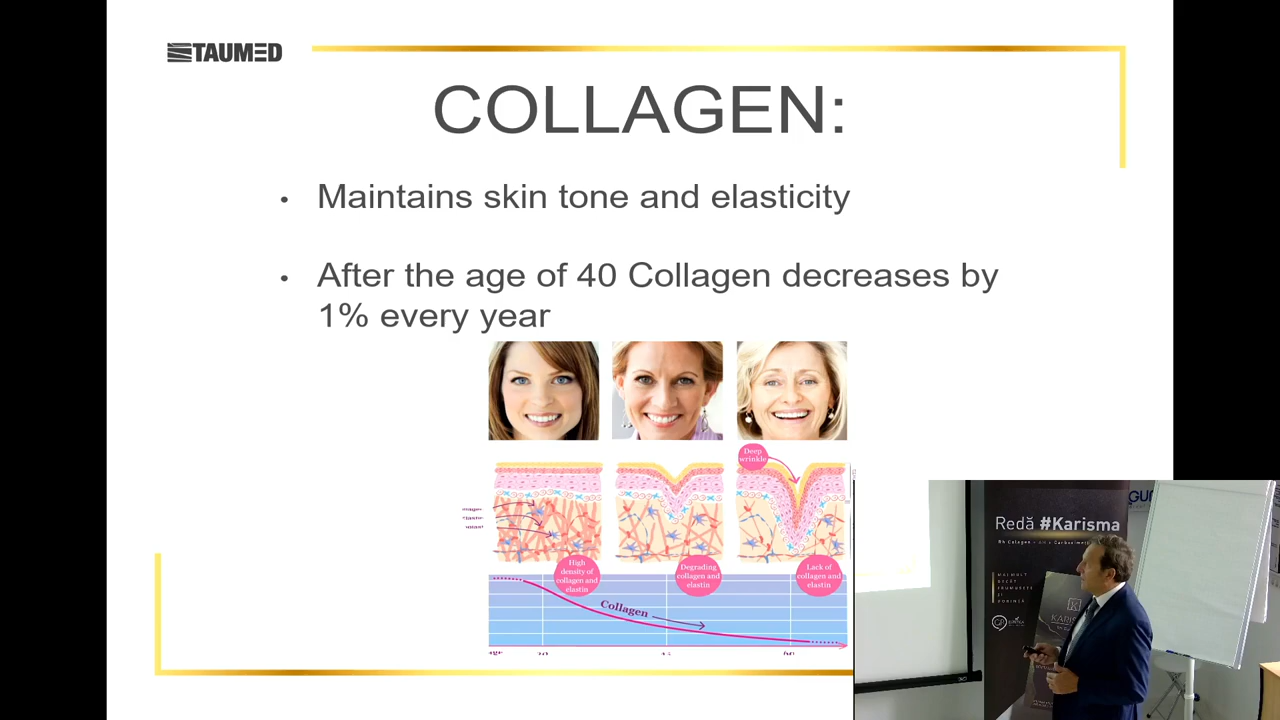 TAUMED
COLLAGEN:
• Maintains skin tone and elasticity
• After the age of 40 Collagen decreases by
1% every year
Deep
wrinkle
High
density of
collagen and
elastin
Degrading
collagen and
elastin
Lack of
collagen and
elastin
Collagen
Redă #Karisma